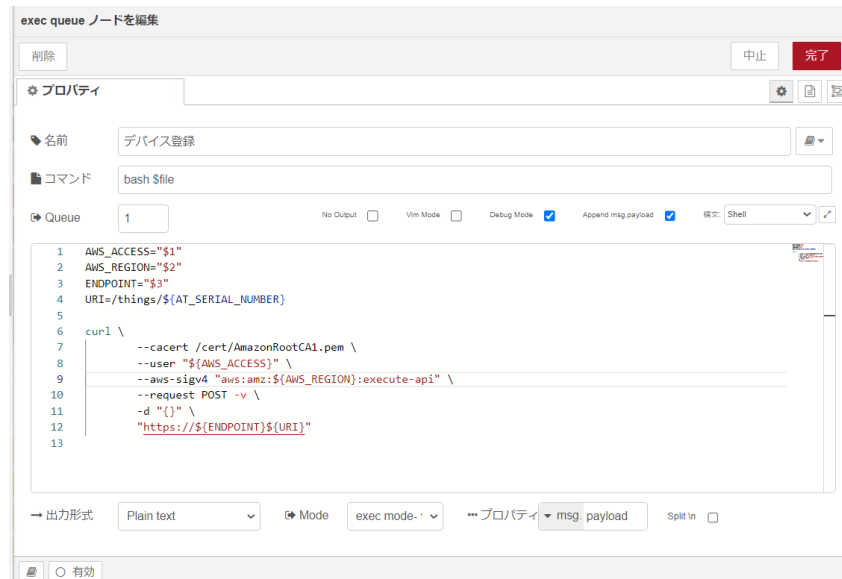 exec queue ノードを編集
削除
中止
完了
プロパティ
名前
デバイス登録
コマンド
bash $file
Queue
1
No Output
Vim Mode
Debug Mode
Append msg.payload
構文:
Shell
1 AWS_ACCESS="$1"
2 AWS_REGION="$2"
3 ENDPOINT="$3"
4 URI=/things/${AT_SERIAL_NUMBER}
5
6 curl \
7 --cacert /cert/AmazonRootCA1.pem \
8 --user "${AWS_ACCESS}" \
9 --aws-sigv4 "aws:amz:${AWS_REGION}:execute-api" \
10 --request POST -v \
11 -d "{}" \
12 "https://${ENDPOINT}${URI}"
13
出力形式
Plain text
Mode
exec mode-
プロパティ
msg. payload
Split \n
有効